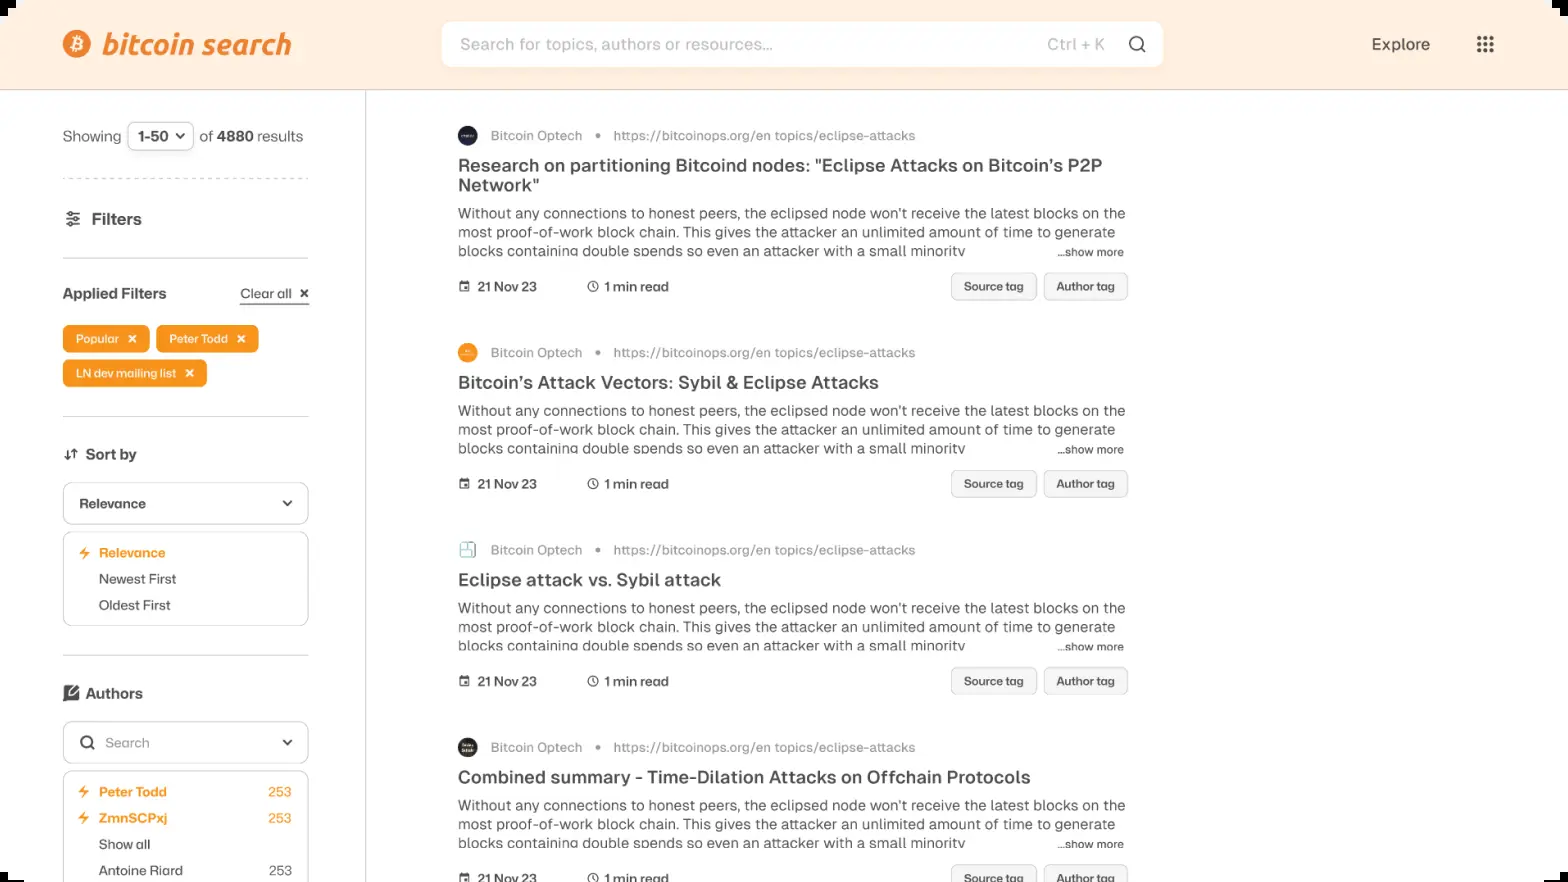 bitcoin search
Search for topics, authors or resources...
Ctrl + K
Explore
Showing 1-50 of 4880 results
Filters
Applied Filters
Clear all
Popular
Peter Todd
LN dev mailing list
Sort by
Relevance
Relevance
Newest First
Oldest First
Authors
Search
Peter Todd 253
ZmnSCPxj 253
Show all
Antoine Riard 253
Bitcoin Optech • https://bitcoinops.org/en topics/eclipse-attacks
Research on partitioning Bitcoind nodes: "Eclipse Attacks on Bitcoin’s P2P
Network"
Without any connections to honest peers, the eclipsed node won't receive the latest blocks on the
most proof-of-work block chain. This gives the attacker an unlimited amount of time to generate
blocks containing double spends so even an attacker with a small minority ...show more
21 Nov 23
1 min read
Source tag
Author tag
Bitcoin Optech • https://bitcoinops.org/en topics/eclipse-attacks
Bitcoin’s Attack Vectors: Sybil & Eclipse Attacks
Without any connections to honest peers, the eclipsed node won't receive the latest blocks on the
most proof-of-work block chain. This gives the attacker an unlimited amount of time to generate
blocks containing double spends so even an attacker with a small minority ...show more
21 Nov 23
1 min read
Source tag
Author tag
Bitcoin Optech • https://bitcoinops.org/en topics/eclipse-attacks
Eclipse attack vs. Sybil attack
Without any connections to honest peers, the eclipsed node won't receive the latest blocks on the
most proof-of-work block chain. This gives the attacker an unlimited amount of time to generate
blocks containing double spends so even an attacker with a small minority ...show more
21 Nov 23
1 min read
Source tag
Author tag
Bitcoin Optech • https://bitcoinops.org/en topics/eclipse-attacks
Combined summary - Time-Dilation Attacks on Offchain Protocols
Without any connections to honest peers, the eclipsed node won't receive the latest blocks on the
most proof-of-work block chain. This gives the attacker an unlimited amount of time to generate
blocks containing double spends so even an attacker with a small minority ...show more
21 Nov 23
1 min read
Source tag
Author tag